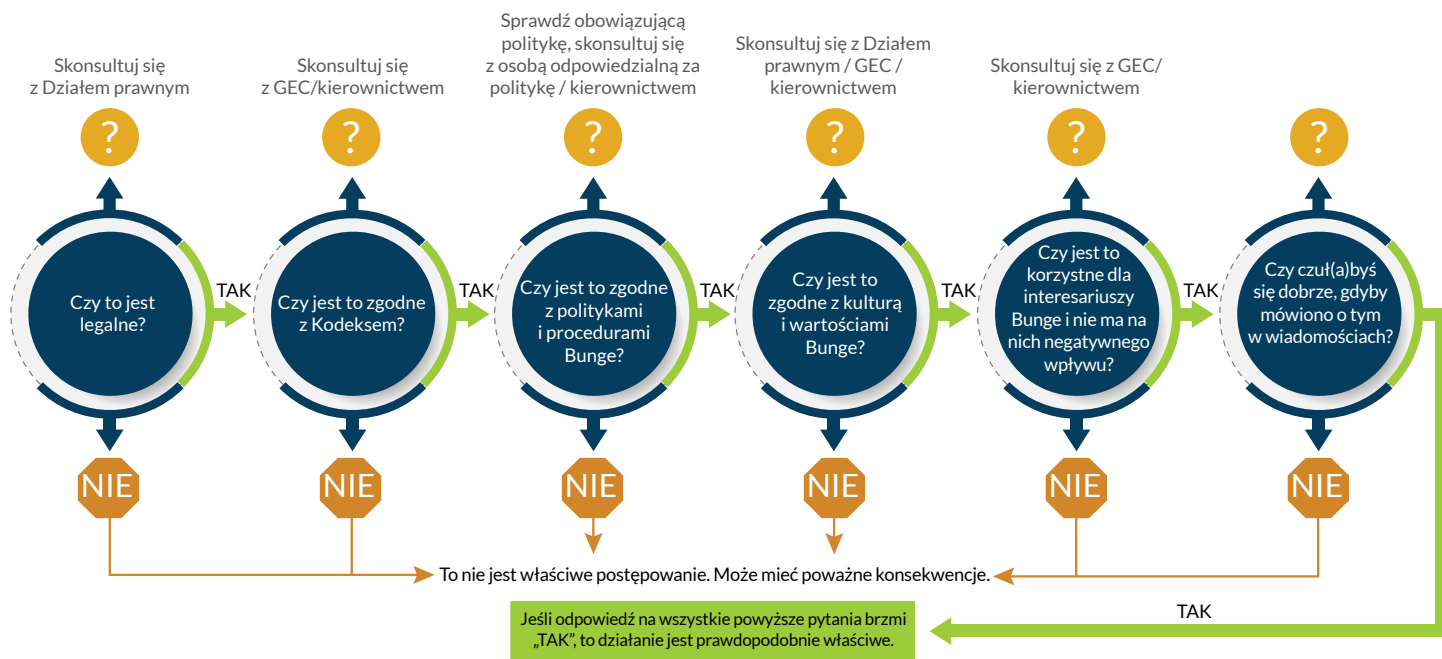 Skonsultuj się
z Działem prawnym
Skonsultuj się
z GEC/kierownictwem
Sprawdź obowiązującą
politykę, skonsultuj się
z osobą odpowiedzialną za
politykę / kierownictwem
Skonsultuj się z Działem
prawnym / GEC /
kierownictwem
Skonsultuj się z GEC/
kierownictwem
?
?
?
?
?
?
Czy to jest
legalne?
TAK
Czy jest to zgodne
z Kodeksem?
TAK
Czy jest to zgodne
z politykami
i procedurami
Bunge?
TAK
Czy jest to
zgodne z kulturą
i wartościami
Bunge?
TAK
Czy jest to
korzystne dla
interesariuszy
Bunge i nie ma na
nich negatywnego
wpływu?
TAK
Czy czuł(a)byś
się dobrze, gdyby
mówiono o tym
w wiadomościach?
NIE
NIE
NIE
NIE
NIE
NIE
To nie jest właściwe postępowanie. Może mieć poważne konsekwencje.
TAK
Jeśli odpowiedź na wszystkie powyższe pytania brzmi
„TAK”, to działanie jest prawdopodobnie właściwe.